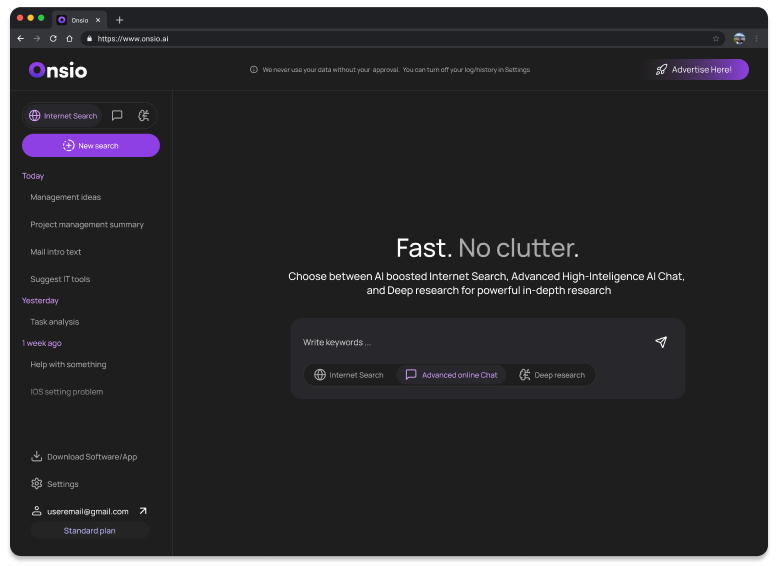 Onsio
https://www.onsio.ai
Onsio
We never use your data without your approval. You can turn off your log/history in Settings
Advertise Here!
Internet Search
New search
Today
Management ideas
Project management summary
Mail intro text
Suggest IT tools
Yesterday
Task analysis
1 week ago
Help with something
IOS setting problem
Download Software/App
Settings
useremail@gmail.com
Standard plan
Fast. No clutter.
Choose between AI boosted Internet Search, Advanced High-Inteligence AI Chat,
and Deep research for powerful in-depth research
Write keywords ...
Internet Search
Advanced online Chat
Deep research